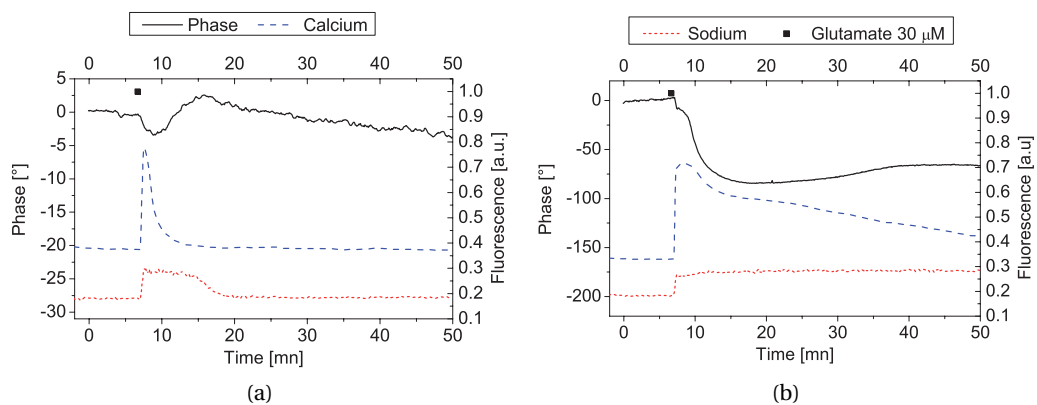 Phase Calcium
0 10 20 30 40 50
5
0
-5
-10
-15
-20
-25
-30
Phase [°]
1.0
0.9
0.8
0.7
0.6
0.5
0.4
0.3
0.2
0.1
Fluorescence [a.u.]
0 10 20 30 40 50
Time [mn]
(a)
Sodium Glutamate 30 μM
0 10 20 30 40 50
0
-50
-100
-150
-200
Phase [°]
1.0
0.9
0.8
0.7
0.6
0.5
0.4
0.3
0.2
0.1
Fluorescence [a.u]
0 10 20 30 40 50
Time [mn]
(b)